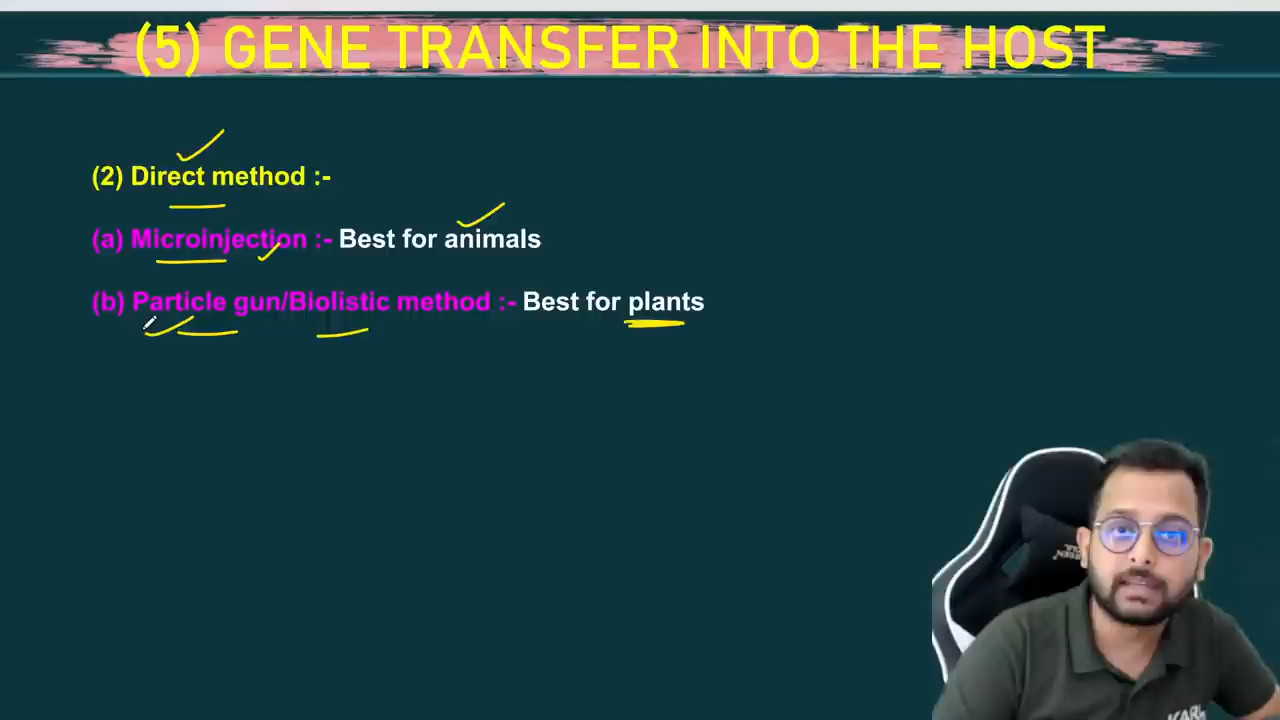 (5) GENE TRANSFER INTO THE HOST
(2) Direct method :-
(a) Microinjection :- Best for animals
(b) Particle gun/Biolistic method :- Best for plants